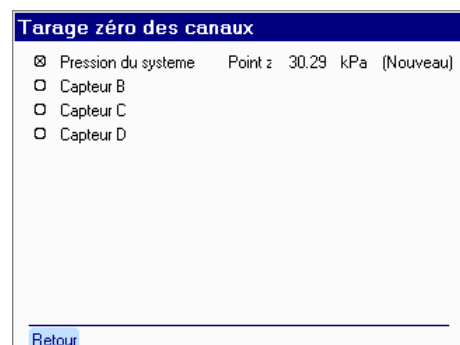 Tarage zéro des canaux
Pression du systeme Point z 30.29 kPa (Nouveau)
Capteur B
Capteur C
Capteur D
Retour